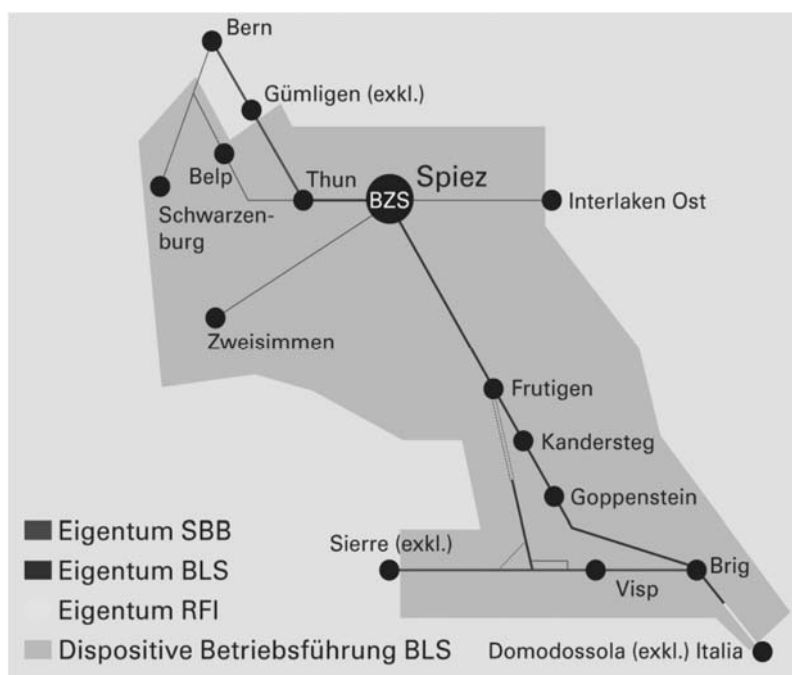 Bern
Gümligen (exkl.)
Belp
Thun
Spiez
BZS
Schwarzen-
burg
Interlaken Ost
Zweisimmen
Frutigen
Kandersteg
Goppenstein
Eigentum SBB
Sierre (exkl.)
Eigentum BLS
Visp
Brig
Eigentum RFI
Dispositive Betriebsführung BLS
Domodossola (exkl.) Italia